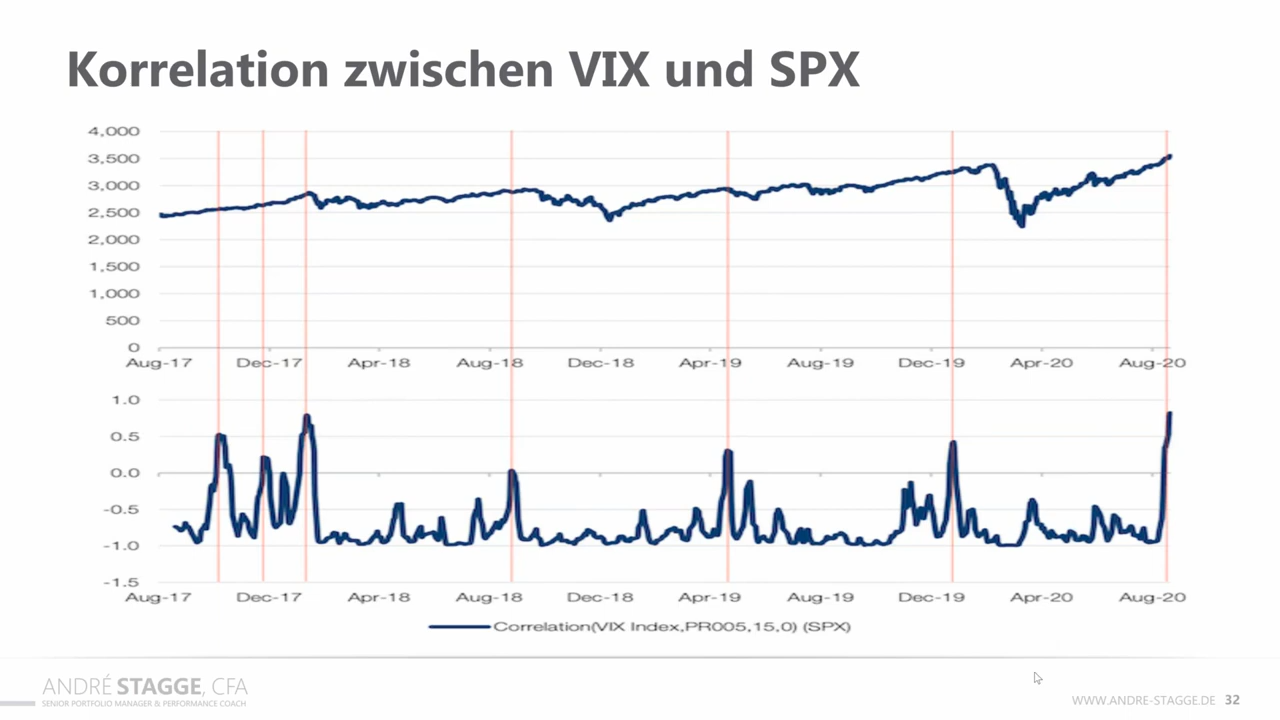 Korrelation zwischen VIX und SPX
4,000
3,500
3,000
2,500
2,000
1,500
1,000
500
0
Aug-17 Dec-17 Apr-18 Aug-18 Dec-18 Apr-19 Aug-19 Dec-19 Apr-20 Aug-20
1.0
0.5
0.0
-0.5
-1.0
-1.5
Aug-17 Dec-17 Apr-18 Aug-18 Dec-18 Apr-19 Aug-19 Dec-19 Apr-20 Aug-20
Correlation(VIX Index,PR005,15,0) (SPX)
ANDRÉ STAGGE, CFA
SENIOR PORTFOLIO MANAGER & PERFORMANCE COACH
WWW.ANDRE-STAGGE.DE 32